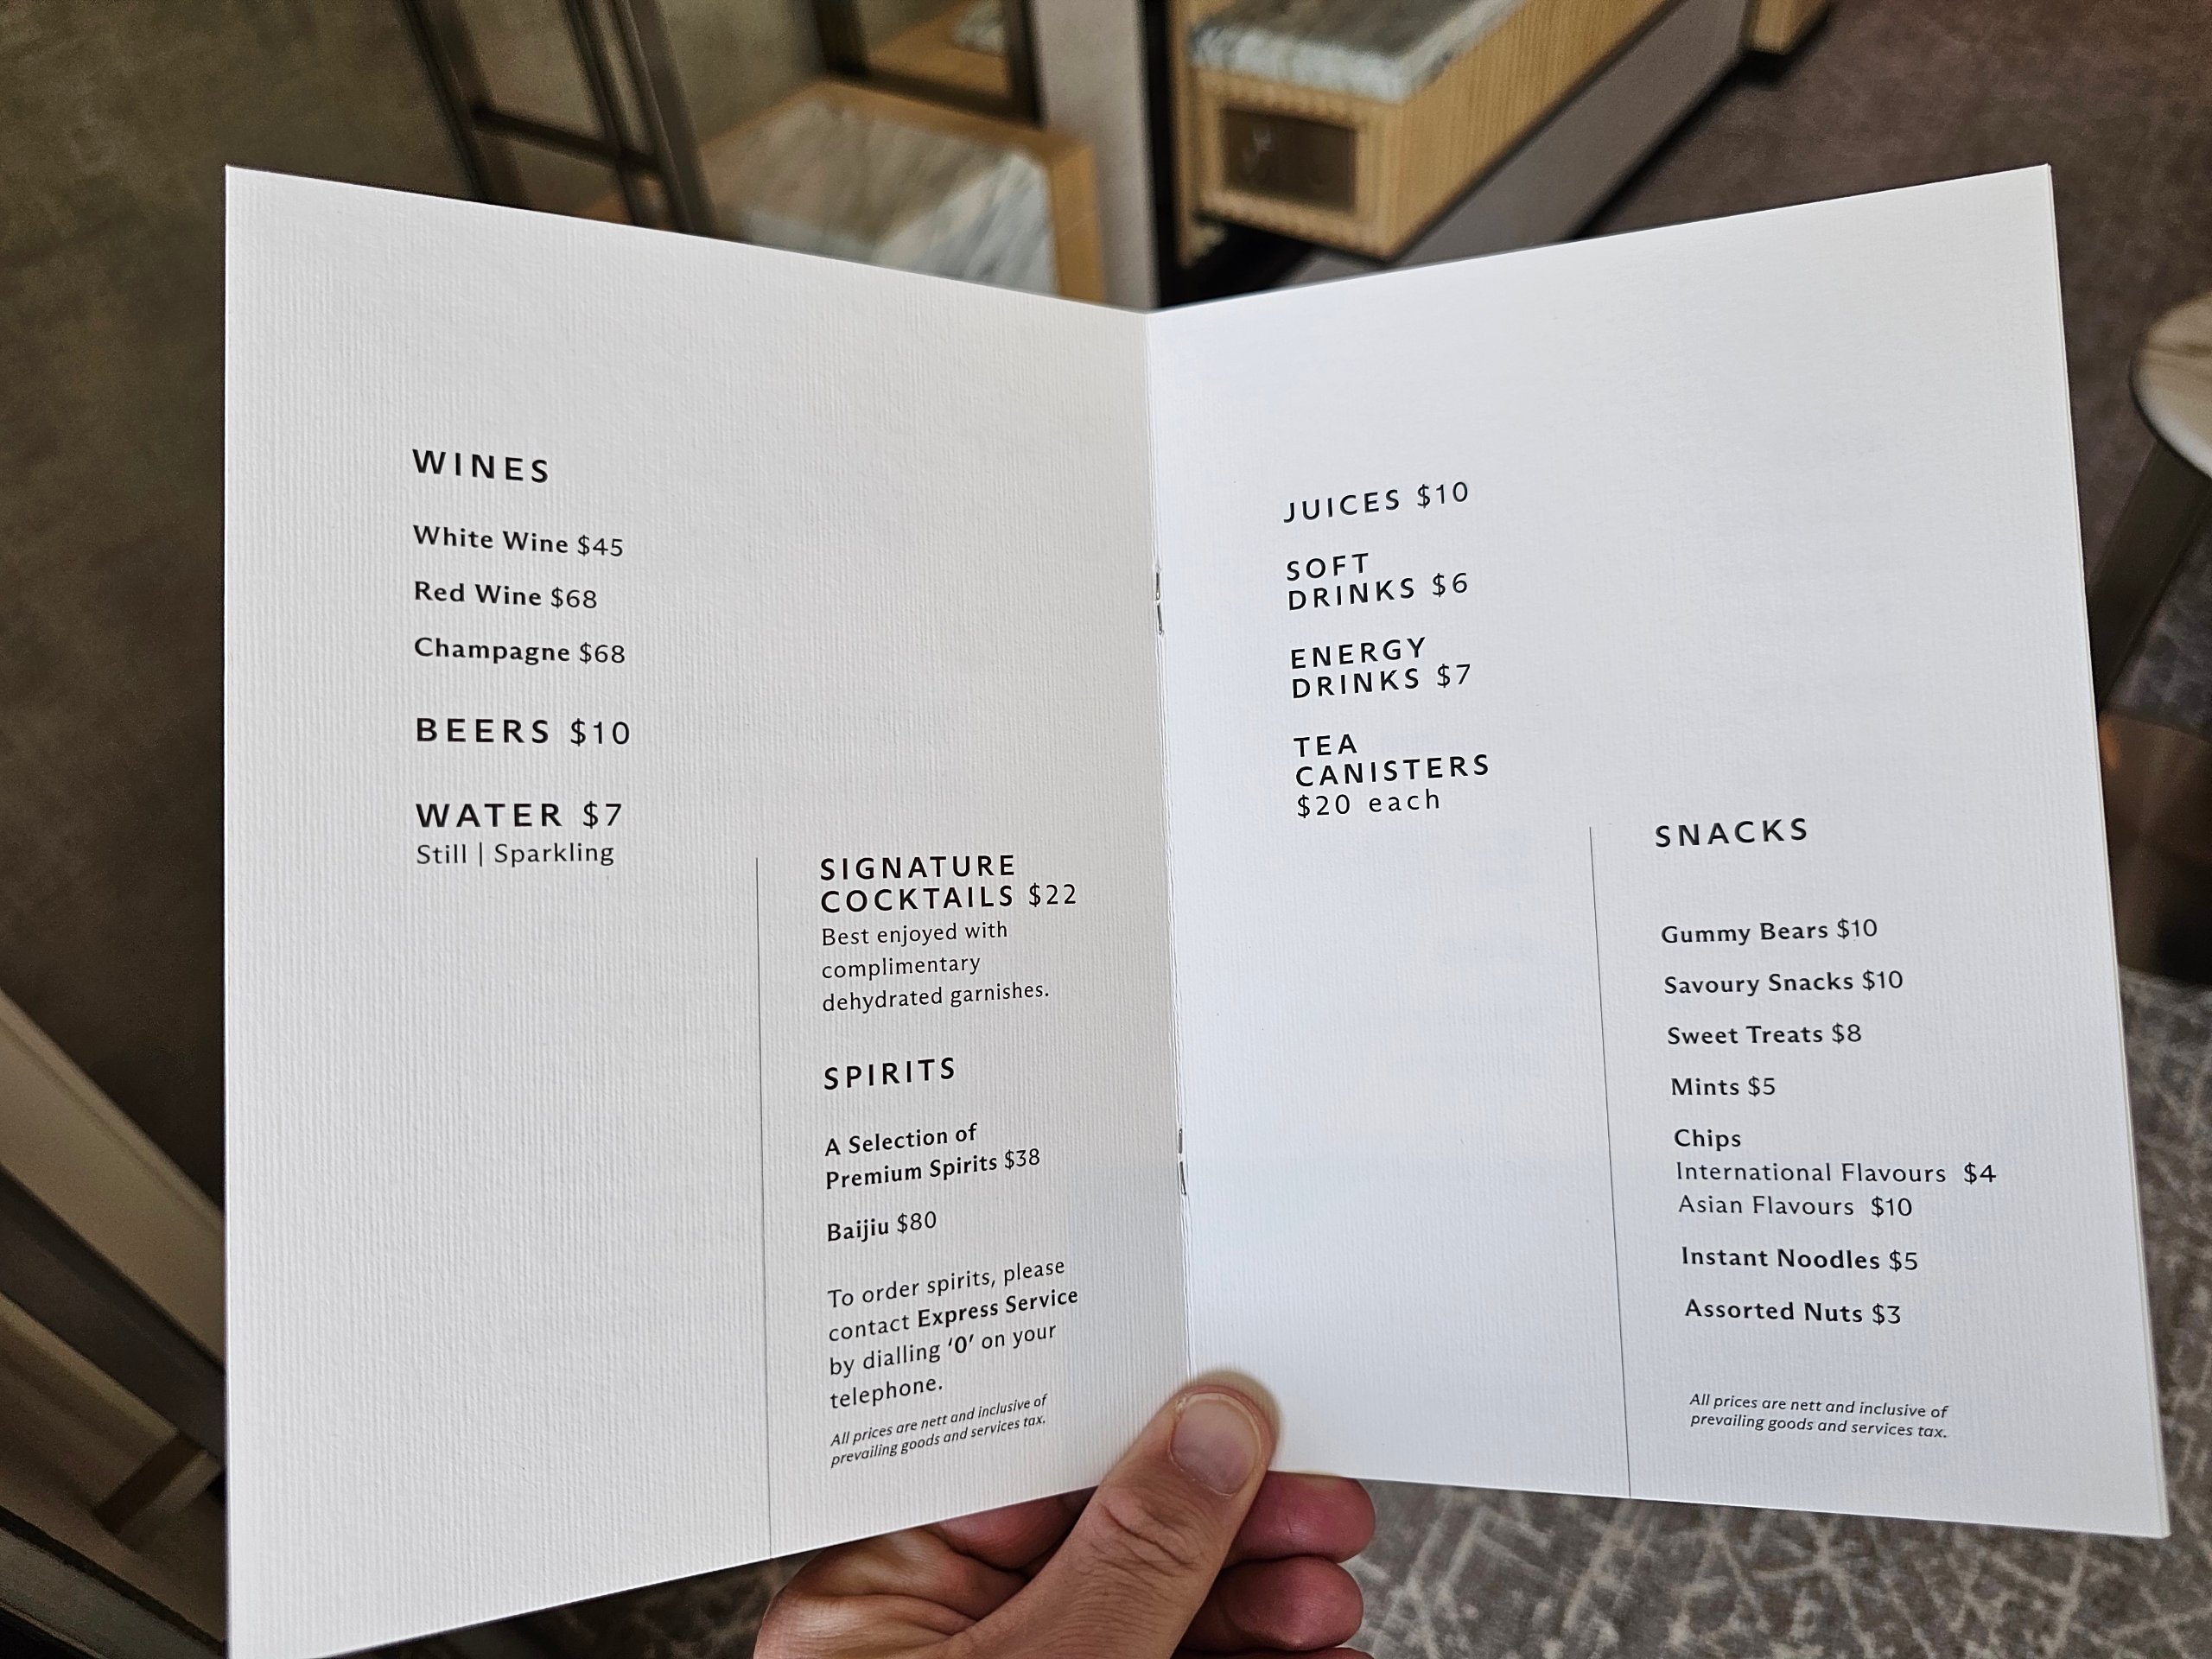 WINES
White Wine $45
Red Wine $68
Champagne $68
BEERS $10
WATER $7
Still | Sparkling
SIGNATURE
COCKTAILS $22
Best enjoyed with
complimentary
dehydrated garnishes.
SPIRITS
A Selection of
Premium Spirits $38
Baijiu $80
To order spirits, please
contact Express Service
by dialling ‘0’ on your
telephone.
All prices are nett and inclusive of
prevailing goods and services tax.
JUICES $10
SOFT
DRINKS $6
ENERGY
DRINKS $7
TEA
CANISTERS
$20 each
SNACKS
Gummy Bears $10
Savoury Snacks $10
Sweet Treats $8
Mints $5
Chips
International Flavours $4
Asian Flavours $10
Instant Noodles $5
Assorted Nuts $3
All prices are nett and inclusive of
prevailing goods and services tax.